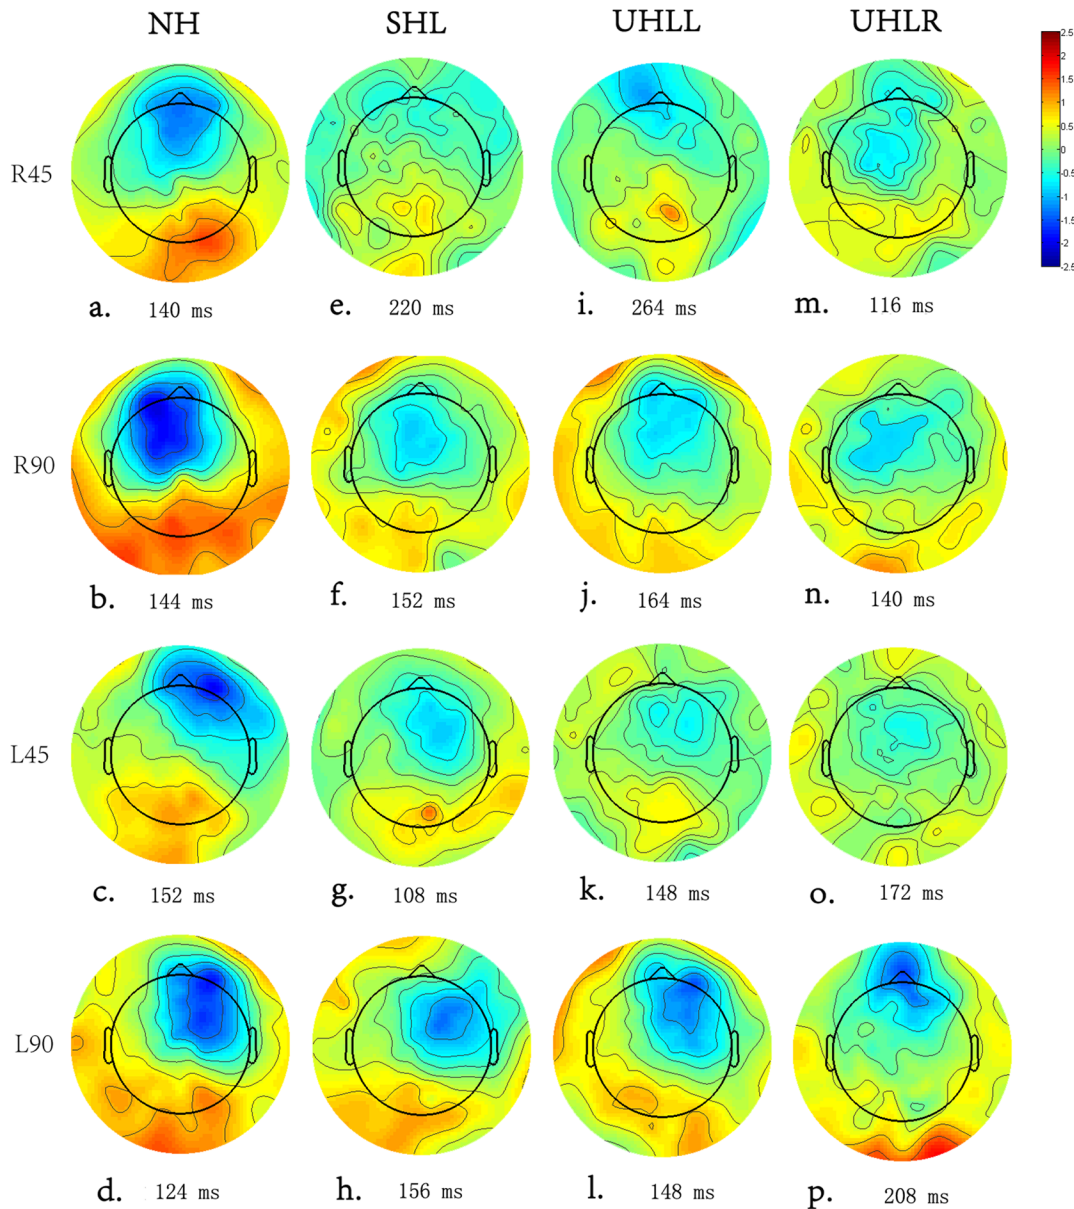 NH SHL UHLL UHLR
2.5
2
1.5
1
0.5
0
-0.5
-1
-1.5
-2
-2.5
R45
a. 140 ms e. 220 ms i. 264 ms m. 116 ms
R90
b. 144 ms f. 152 ms j. 164 ms n. 140 ms
L45
c. 152 ms g. 108 ms k. 148 ms o. 172 ms
L90
d. 124 ms h. 156 ms l. 148 ms p. 208 ms